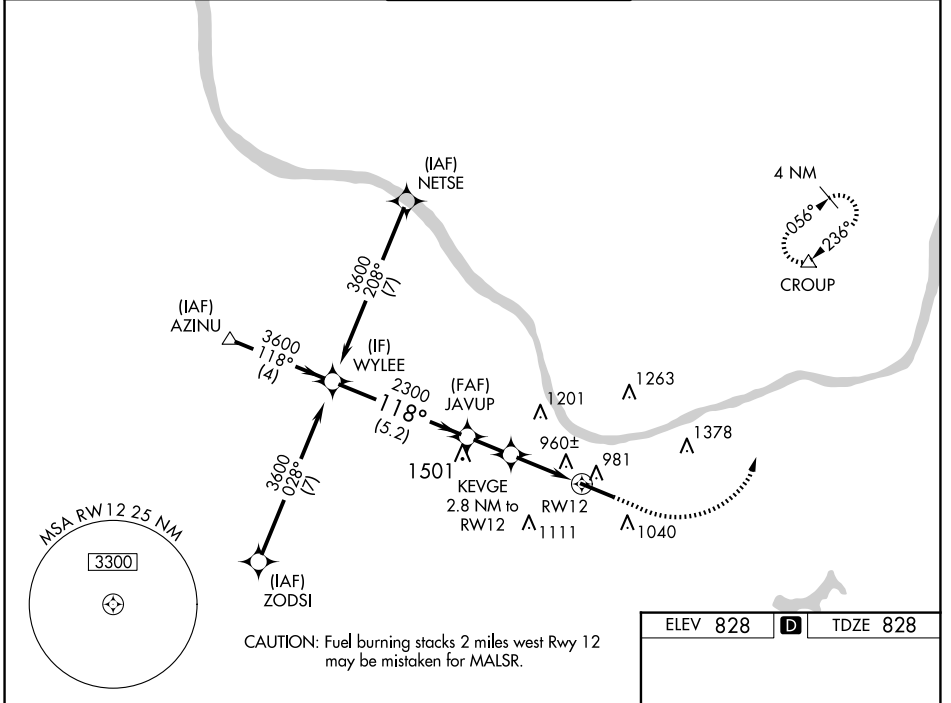 (IAF)
NETSE
4 NM
056°
236°
CROUP
3600
208°
(7)
(IAF)
AZINU
3600
118°
(4)
(IF)
WYLEE
2300
118°
(5.2)
(FAF)
JAVUP
1201
1263
1378
960±
981
1501
KEVGE
2.8 NM to
RW12
RW12
1111
1040
3600
028°
(7)
(IAF)
ZODSI
MSA RW12 25 NM
3300
CAUTION: Fuel burning stacks 2 miles west Rwy 12
may be mistaken for MALSR.
ELEV 828 D TDZE 828